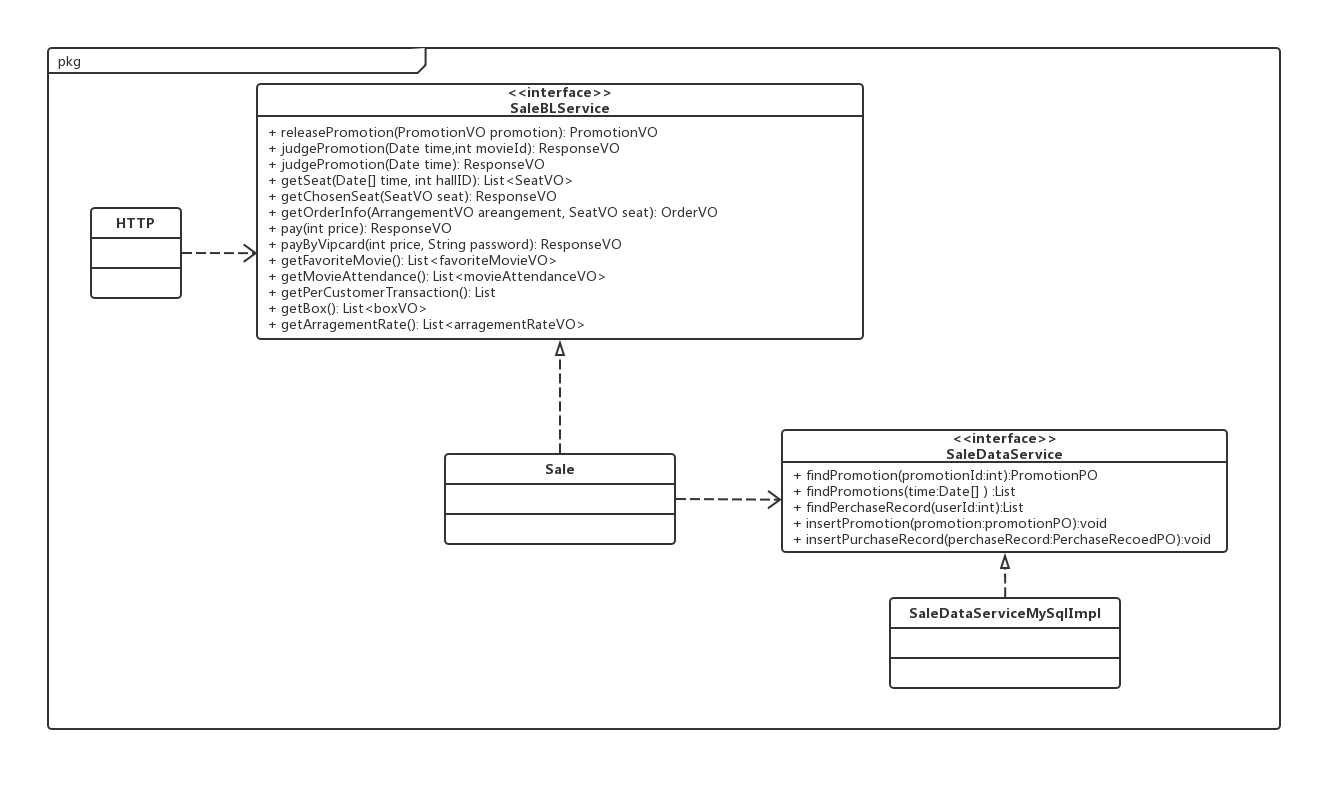 pkg
<<interface>>
SaleBLService
+ releasePromotion(PromotionVO promotion): PromotionVO
+ judgePromotion(Date time,int movieId): ResponseVO
+ judgePromotion(Date time): ResponseVO
+ getSeat(Date[] time, int hallID): List<SeatVO>
+ getChosenSeat(SeatVO seat): ResponseVO
+ getOrderInfo(ArrangementVO areangement, SeatVO seat): OrderVO
+ pay(int price): ResponseVO
+ payByVipcard(int price, String password): ResponseVO
+ getFavoriteMovie(): List<favoriteMovieVO>
+ getMovieAttendance(): List<movieAttendanceVO>
+ getPerCustomerTransaction(): List
+ getBox(): List<boxVO>
+ getArragementRate(): List<arragementRateVO>
HTTP
Sale
<<interface>>
SaleDataService
+ findPromotion(promotionId:int):PromotionPO
+ findPromotions(time:Date[] ) :List
+ findPerchaseRecord(userId:int):List
+ insertPromotion(promotion:promotionPO):void
+ insertPurchaseRecord(perchaseRecord:PerchaseRecoedPO):void
SaleDataServiceMySqlImpl